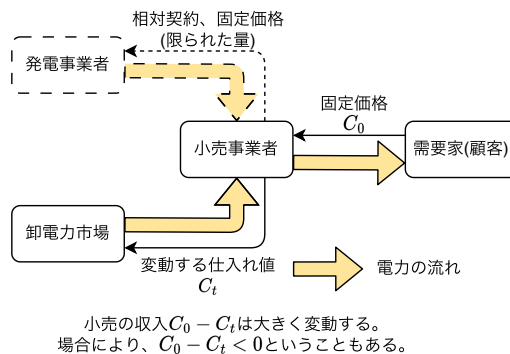 相対契約、固定価格
(限られた量)
発電事業者
固定価格
C₀
小売事業者
需要家(顧客)
卸電力市場
変動する仕入れ値
Cₜ
電力の流れ
小売の収入C₀ − Cₜは大きく変動する。
場合により、C₀ − Cₜ < 0ということもある。